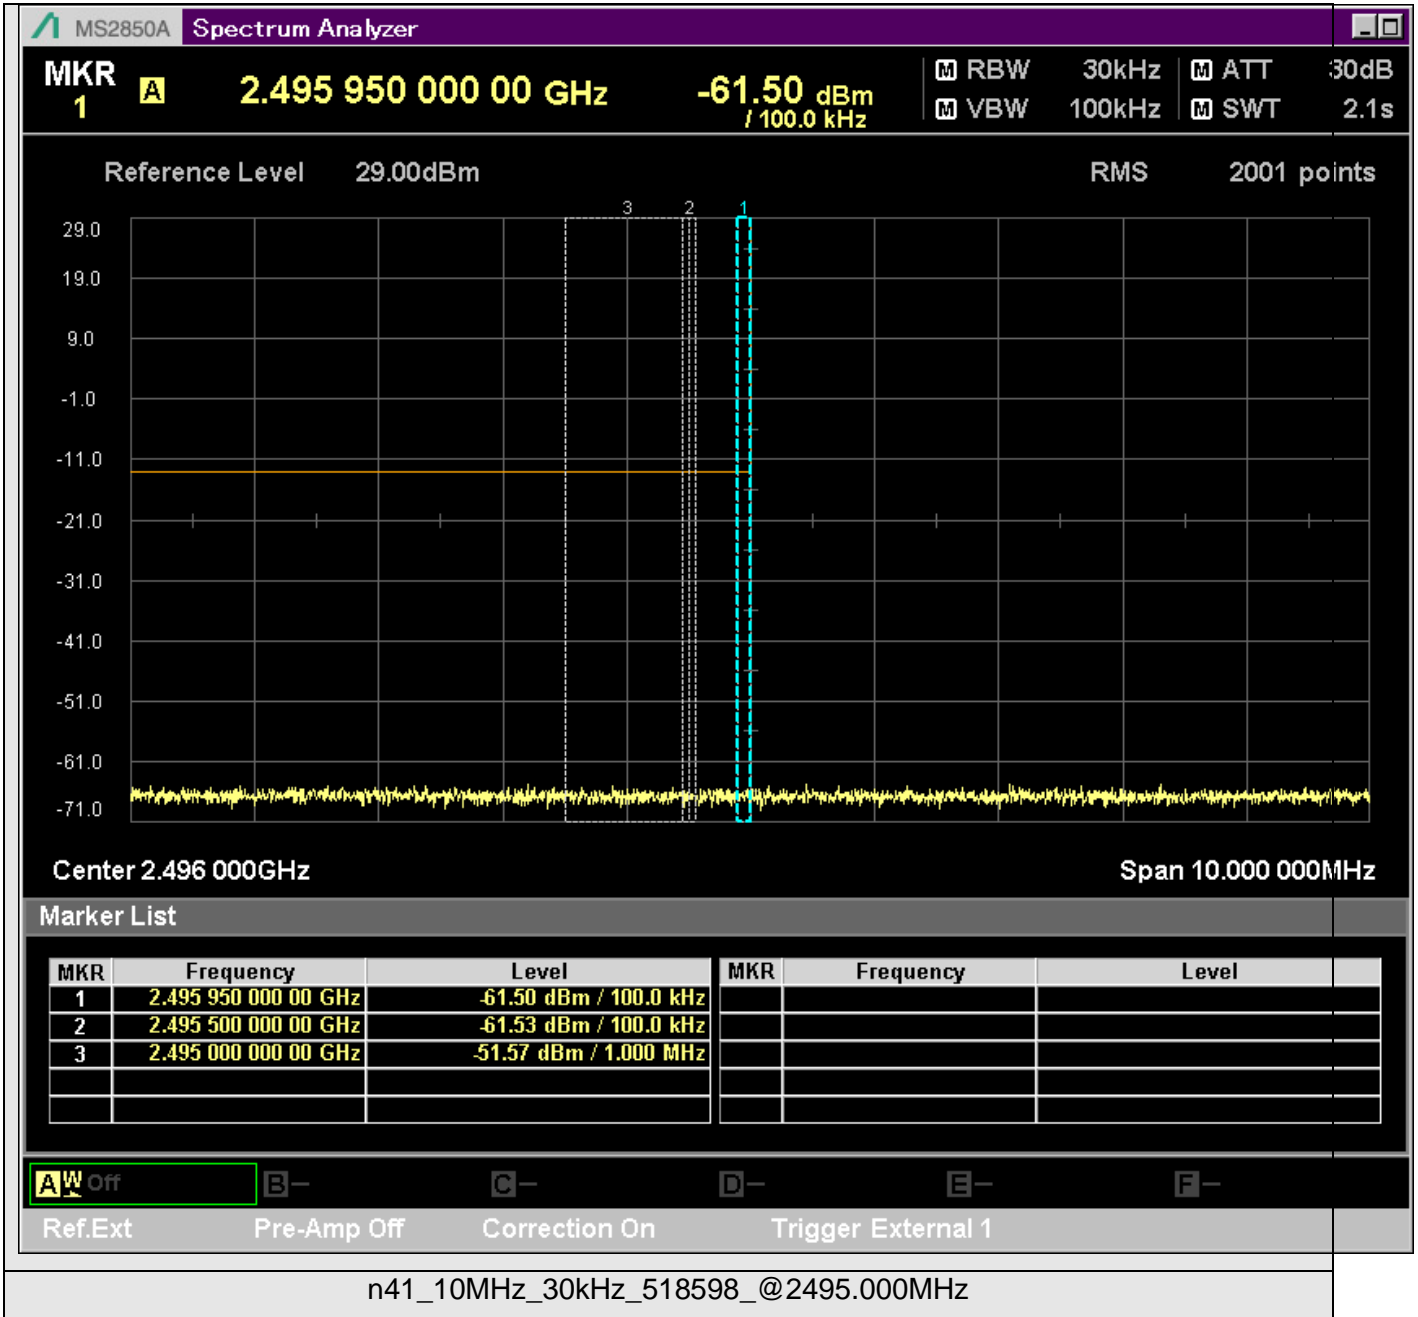 MS2850A Spectrum Analyzer
MKR 1 A 2.495 950 000 00 GHz -61.50 dBm / 100.0 kHz
M RBW 30kHz M ATT 30dB
M VBW 100kHz M SWT 2.1s
Reference Level 29.00dBm RMS 2001 points
3 2 1
29.0
19.0
9.0
-1.0
-11.0
-21.0
-31.0
-41.0
-51.0
-61.0
-71.0
Center 2.496 000GHz Span 10.000 000MHz
Marker List
MKR Frequency Level MKR Frequency Level
1 2.495 950 000 00 GHz -61.50 dBm / 100.0 kHz
2 2.495 500 000 00 GHz -61.53 dBm / 100.0 kHz
3 2.495 000 000 00 GHz -51.57 dBm / 1.000 MHz
A W Off B C D E F
Ref.Ext Pre-Amp Off Correction On Trigger External 1
n41_10MHz_30kHz_518598_@2495.000MHz